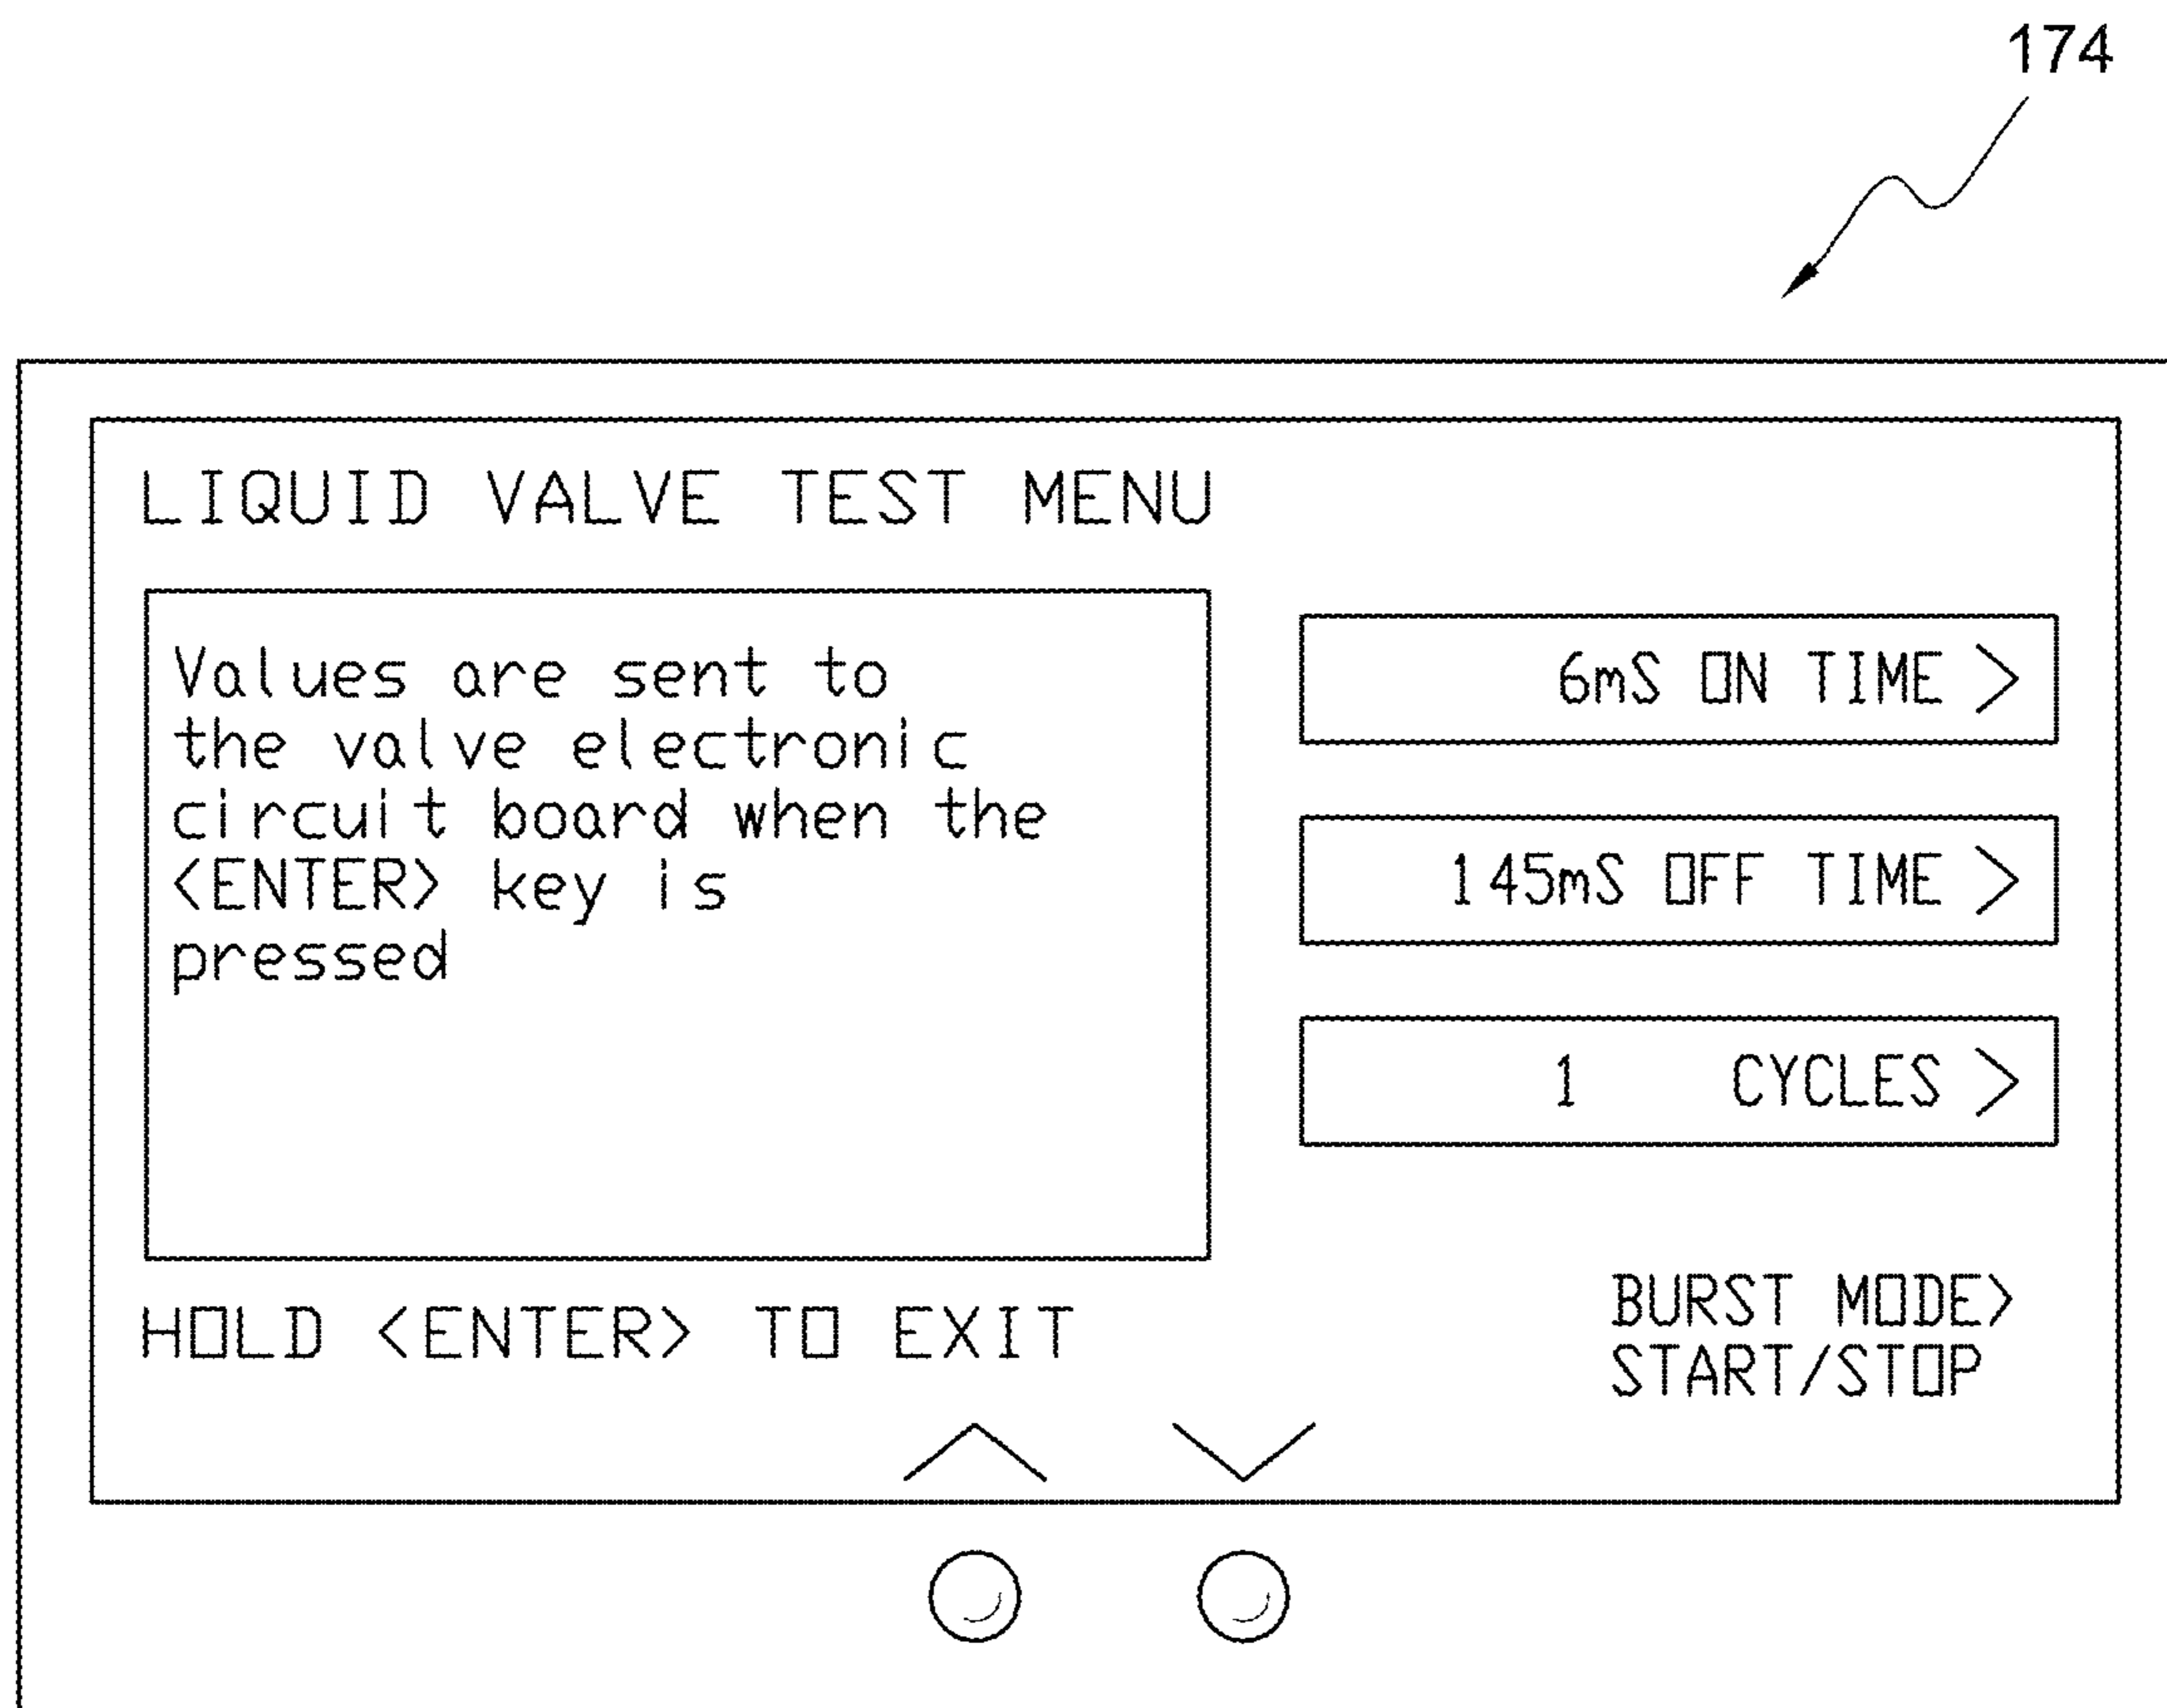 174
LIQUID VALVE TEST MENU
Values are sent to
the valve electronic
circuit board when the
<ENTER> key is
pressed
6mS ON TIME >
145mS OFF TIME >
1 CYCLES >
HOLD <ENTER> TO EXIT
BURST MODE>
START/STOP